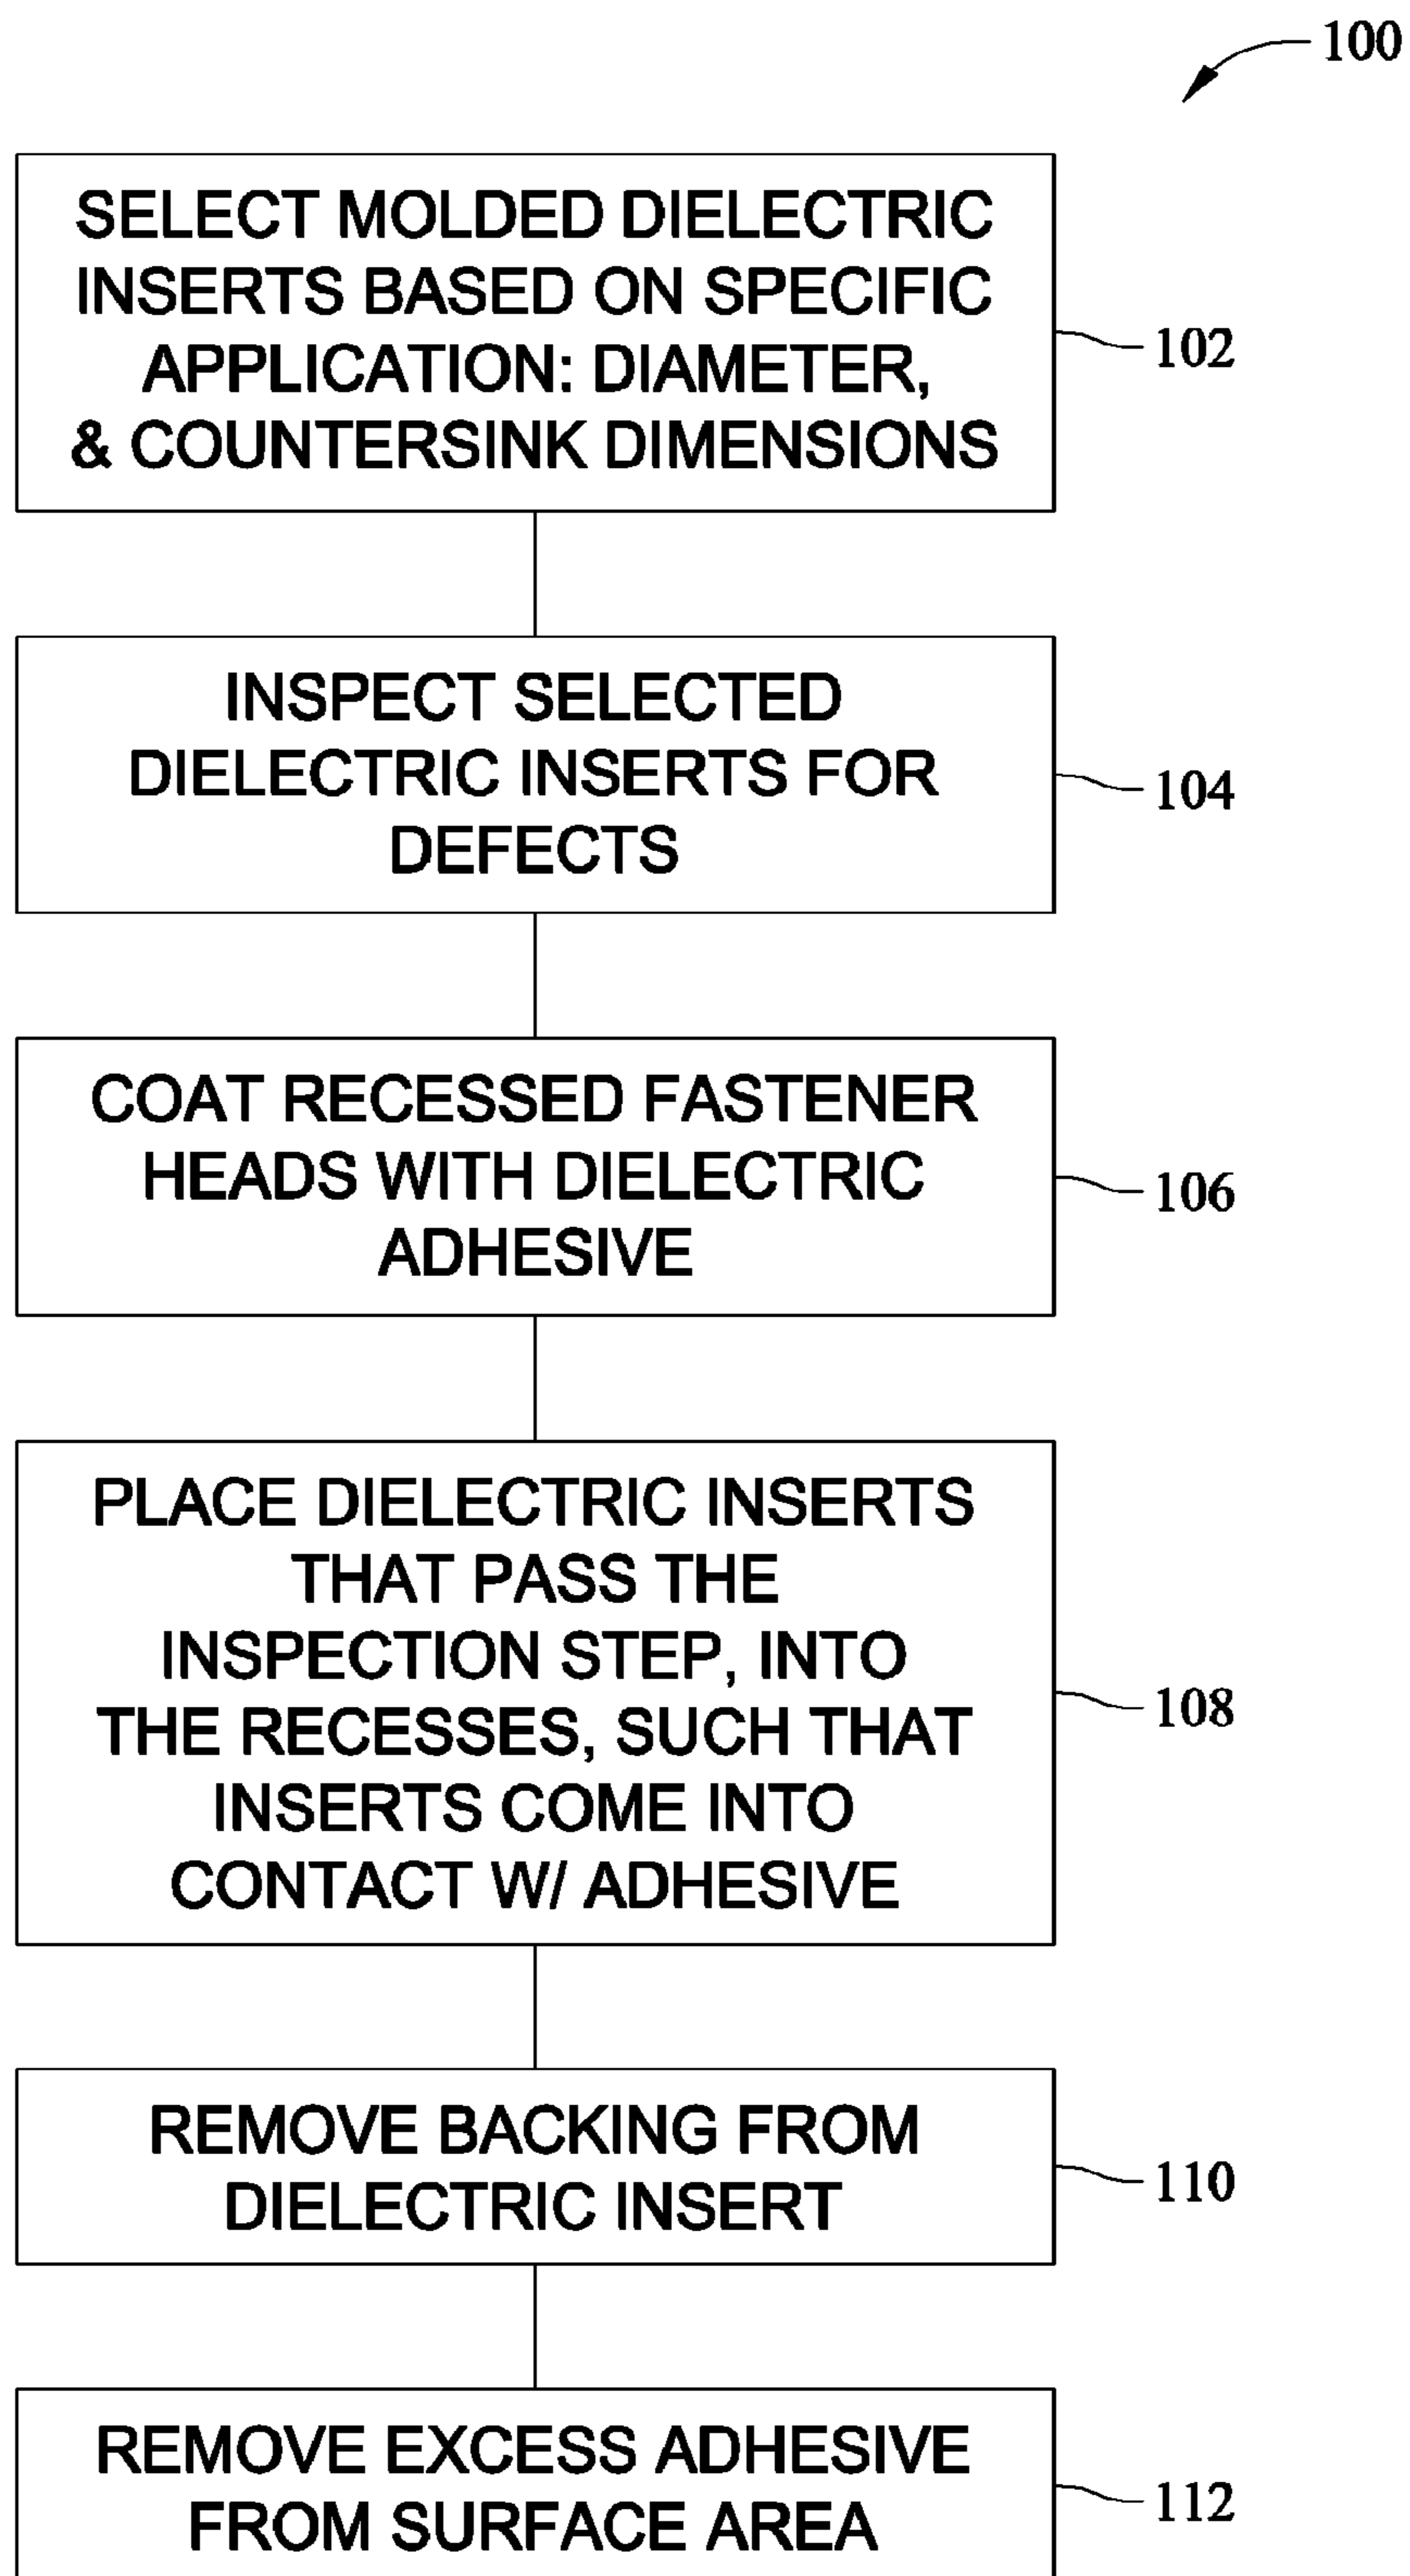 100
SELECT MOLDED DIELECTRIC
INSERTS BASED ON SPECIFIC
APPLICATION: DIAMETER,
& COUNTERSINK DIMENSIONS
102
INSPECT SELECTED
DIELECTRIC INSERTS FOR
DEFECTS
104
COAT RECESSED FASTENER
HEADS WITH DIELECTRIC
ADHESIVE
106
PLACE DIELECTRIC INSERTS
THAT PASS THE
INSPECTION STEP, INTO
THE RECESSES, SUCH THAT
INSERTS COME INTO
CONTACT W/ ADHESIVE
108
REMOVE BACKING FROM
DIELECTRIC INSERT
110
REMOVE EXCESS ADHESIVE
FROM SURFACE AREA
112